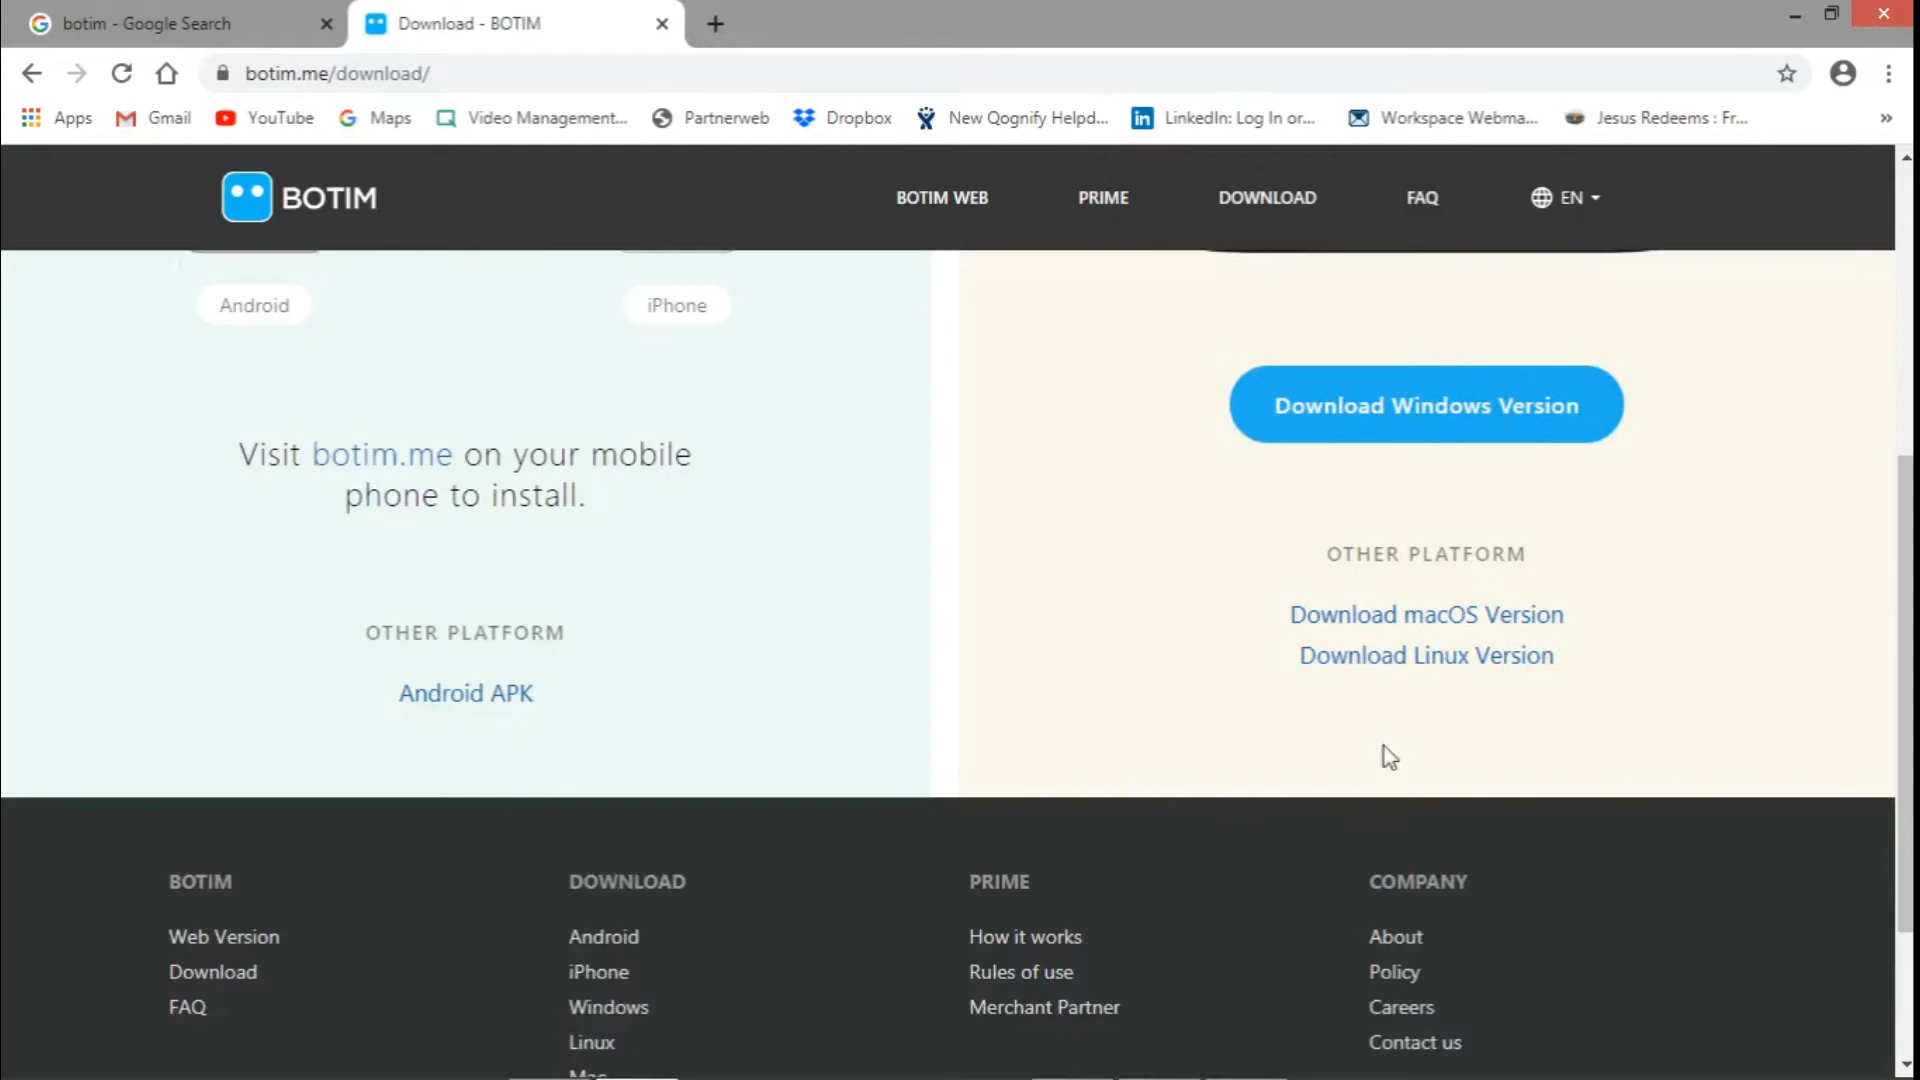 botim - Google Search
Download - BOTIM
botim.me/download/
Apps Gmail YouTube Maps Video Management... Partnerweb Dropbox New Qognify Helpd... LinkedIn: Log In or... Workspace Webma... Jesus Redeems : Fr... »
BOTIM
BOTIM WEB PRIME DOWNLOAD FAQ EN
Android
iPhone
Visit botim.me on your mobile
phone to install.
OTHER PLATFORM
Android APK
Download Windows Version
OTHER PLATFORM
Download macOS Version
Download Linux Version
BOTIM
Web Version
Download
FAQ
DOWNLOAD
Android
iPhone
Windows
Linux
Mac
PRIME
How it works
Rules of use
Merchant Partner
COMPANY
About
Policy
Careers
Contact us